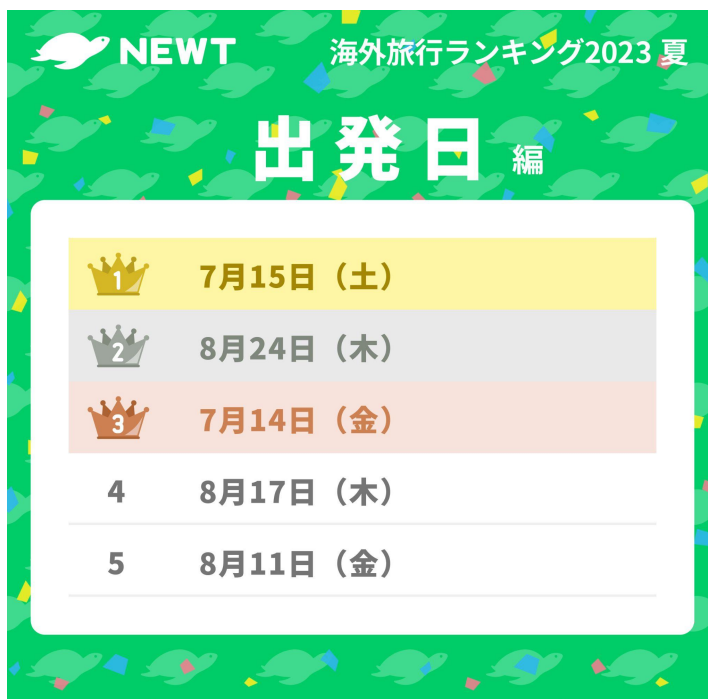 NEWT 海外旅行ランキング2023 夏
出発日 編
1 7月15日（土）
2 8月24日（木）
3 7月14日（金）
4 8月17日（木）
5 8月11日（金）